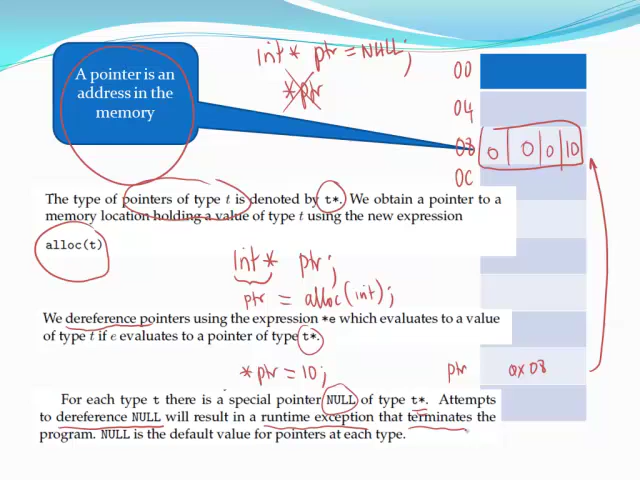 int* ptr = NULL;
*ptr
A pointer is an
address in the
memory
00
04
08
0 0 0 10
0C
The type of pointers of type t is denoted by t*. We obtain a pointer to a
memory location holding a value of type t using the new expression
alloc(t)
int* ptr;
ptr = alloc(int);
We dereference pointers using the expression *e which evaluates to a value
of type t if e evaluates to a pointer of type t*.
*ptr = 10;
ptr 0x08
For each type t there is a special pointer NULL of type t*. Attempts
to dereference NULL will result in a runtime exception that terminates the
program. NULL is the default value for pointers at each type.